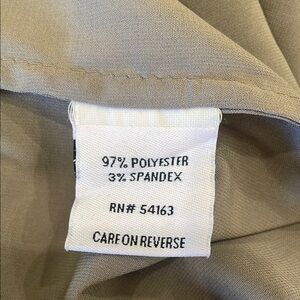 97% POLYESTER
3% SPANDEX
RN# 54163
CARE ON REVERSE